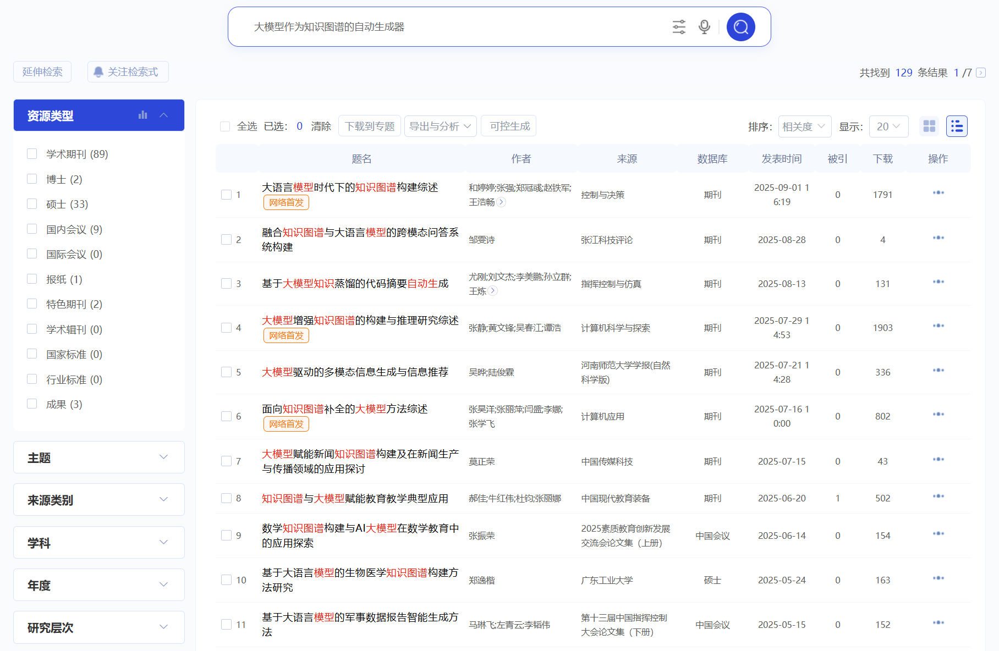 大模型作为知识图谱的自动生成器
延伸检索 关注检索式 共找到 129 条结果 1 /7
资源类型
学术期刊 (89)
博士 (2)
硕士 (33)
国内会议 (9)
国际会议 (0)
报纸 (1)
特色期刊 (2)
学术辑刊 (0)
国家标准 (0)
行业标准 (0)
成果 (3)
主题
来源类别
学科
年度
研究层次
全选 已选: 0 清除 下载到专题 导出与分析 可控生成 排序: 相关度 显示: 20
题名 作者 来源 数据库 发表时间 被引 下载 操作
1 大语言模型时代下的知识图谱构建综述
网络首发
和婷婷;张强;郑冠彧;赵铁军;
王浩畅
控制与决策
期刊
2025-09-01 1
6:19
0
1791
2 融合知识图谱与大语言模型的跨模态问答系
统构建
邹雯诗
张江科技评论
期刊
2025-08-28
0
4
3 基于大模型知识蒸馏的代码摘要自动生成
尤刚;刘文杰;李美鹏;孙立群;
王炼
指挥控制与仿真
期刊
2025-08-13
0
131
4 大模型增强知识图谱的构建与推理研究综述
网络首发
张静;黄文锋;吴春江;谭浩
计算机科学与探索
期刊
2025-07-29 1
4:53
0
1903
5 大模型驱动的多模态信息生成与信息推荐
吴晔;陆俊霖
河南师范大学学报(自然
科学版)
期刊
2025-07-21 1
4:28
0
336
6 面向知识图谱补全的大模型方法综述
网络首发
张昊洋;张丽萍;闫盛;李娜;
张学飞
计算机应用
期刊
2025-07-16 1
0:00
0
802
7 大模型赋能新闻知识图谱构建及在新闻生产
与传播领域的应用探讨
莫正荣
中国传媒科技
期刊
2025-07-15
0
43
8 知识图谱与大模型赋能教育教学典型应用
郝佳;牛红伟;杜钧;张丽娜
中国现代教育装备
期刊
2025-06-20
1
502
9 数学知识图谱构建与AI大模型在数学教育中
的应用探索
张振荣
2025素质教育创新发展
交流会论文集（上册）
中国会议
2025-06-14
0
154
10 基于大语言模型的生物医学知识图谱构建方
法研究
郑逸楷
广东工业大学
硕士
2025-05-24
0
163
11 基于大语言模型的军事数据报告智能生成方
法
马琳飞;左青云;李韬伟
第十三届中国指挥控制
大会论文集（下册）
中国会议
2025-05-15
0
152